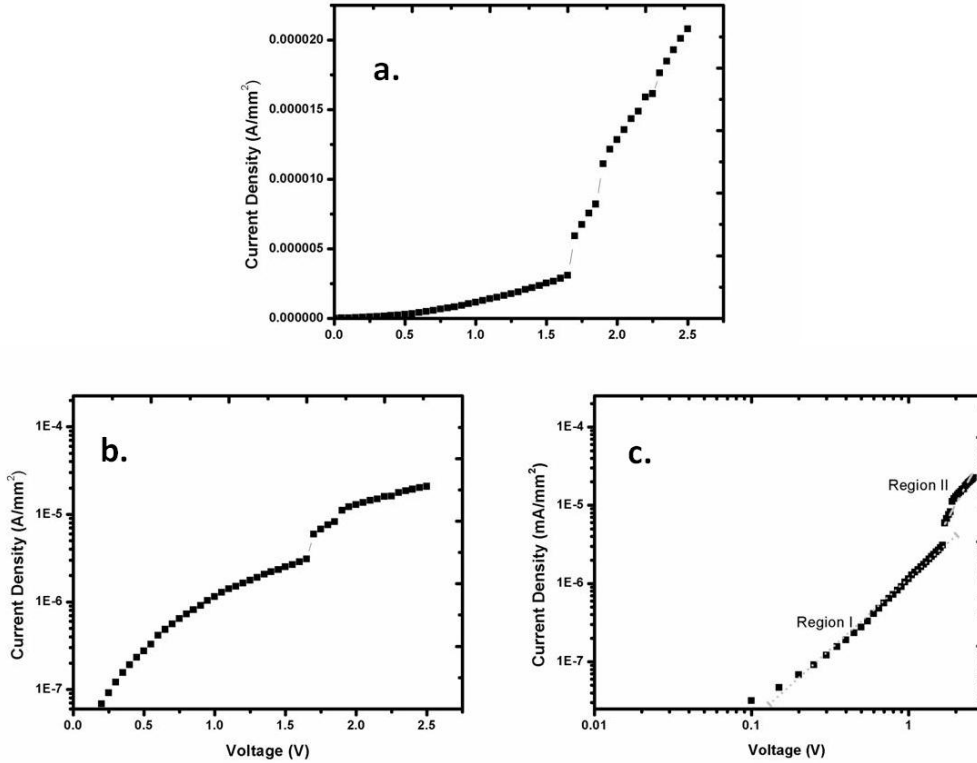 a.
Current Density (A/mm²)
0.000020
0.000015
0.000010
0.000005
0.000000
0.0 0.5 1.0 1.5 2.0 2.5
b.
Current Density (A/mm²)
1E-4
1E-5
1E-6
1E-7
0.0 0.5 1.0 1.5 2.0 2.5
Voltage (V)
c.
Current Density (mA/mm²)
1E-4
1E-5
1E-6
1E-7
Region II
Region I
0.01 0.1 1
Voltage (V)